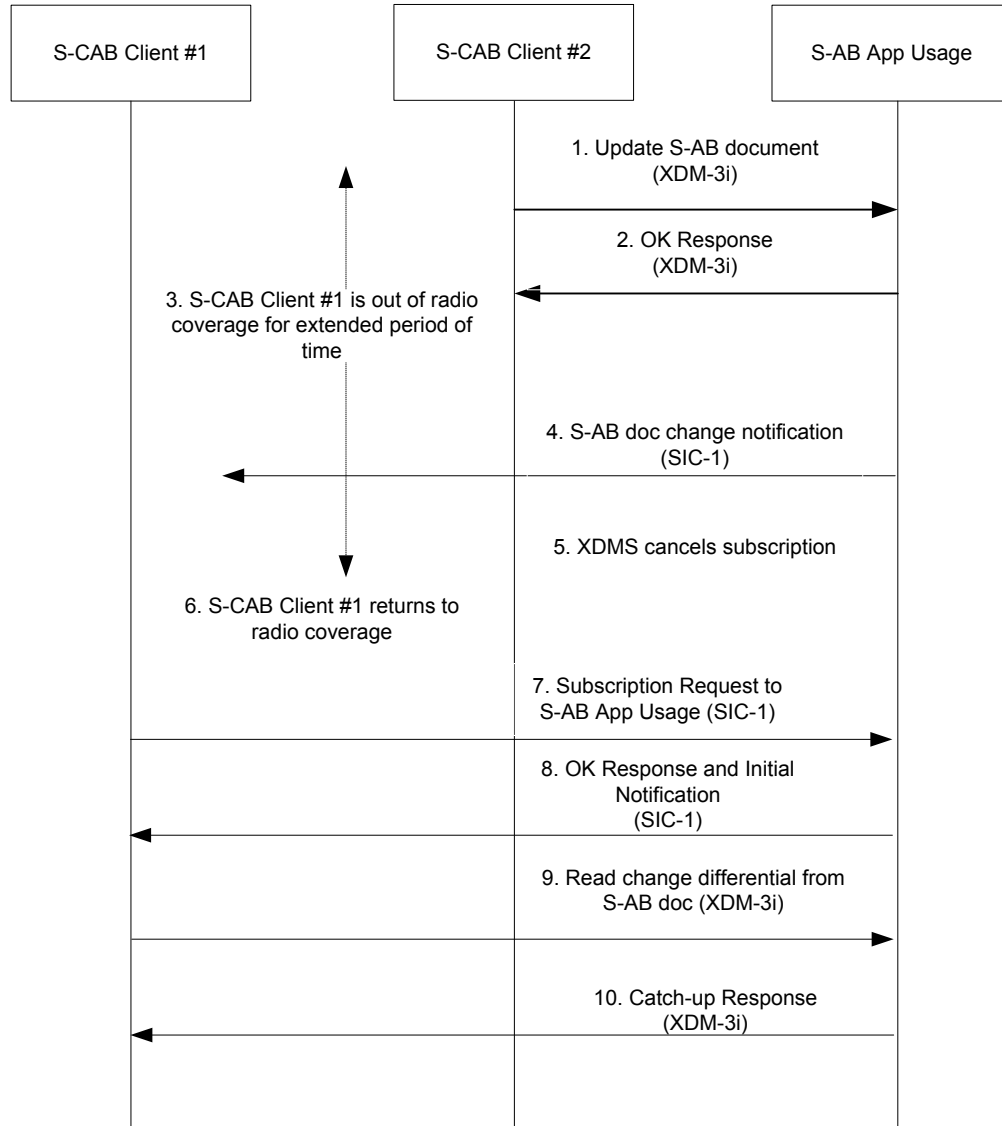 S-CAB Client #1
S-CAB Client #2
S-AB App Usage
1. Update S-AB document
(XDM-3i)
2. OK Response
(XDM-3i)
3. S-CAB Client #1 is out of radio
coverage for extended period of
time
4. S-AB doc change notification
(SIC-1)
5. XDMS cancels subscription
6. S-CAB Client #1 returns to
radio coverage
7. Subscription Request to
S-AB App Usage (SIC-1)
8. OK Response and Initial
Notification
(SIC-1)
9. Read change differential from
S-AB doc (XDM-3i)
10. Catch-up Response
(XDM-3i)